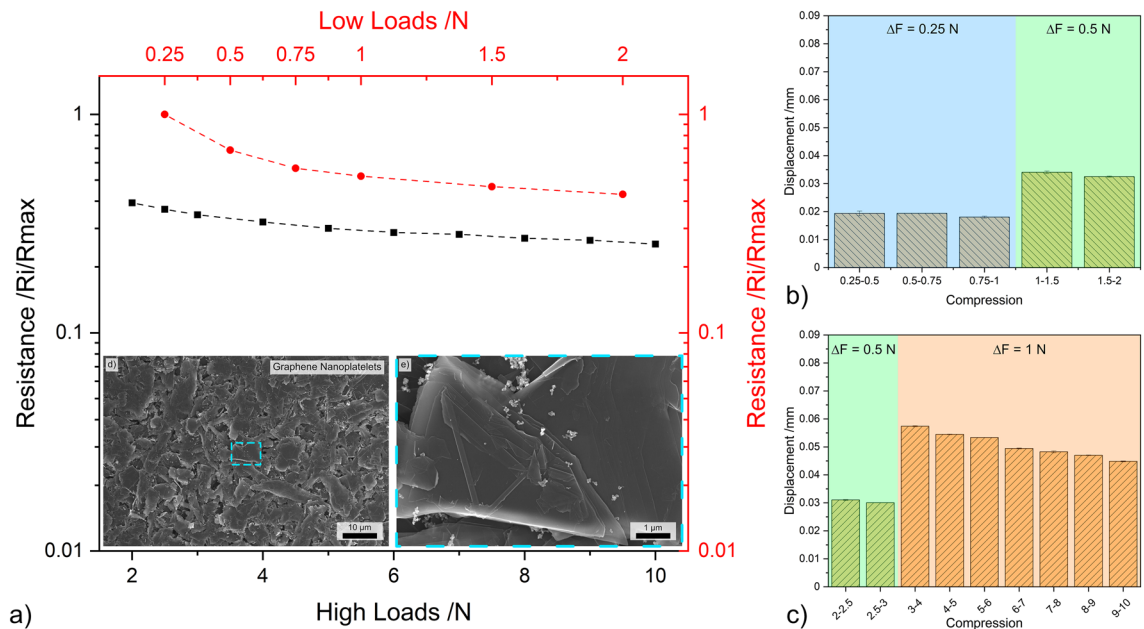 Low Loads /N
0.25 0.5 0.75 1 1.5 2
Resistance /Ri/Rmax
1
0.1
0.01
1
0.1
0.01
Resistance /Ri/Rmax
d)
Graphene Nanoplatelets
10 µm
e)
1 µm
2 4 6 8 10
High Loads /N
a)
ΔF = 0.25 N
ΔF = 0.5 N
Displacement /mm
0.09
0.08
0.07
0.06
0.05
0.04
0.03
0.02
0.01
0
0.25-0.5 0.5-0.75 0.75-1 1-1.5 1.5-2
Compression
b)
ΔF = 0.5 N
ΔF = 1 N
Displacement /mm
0.09
0.08
0.07
0.06
0.05
0.04
0.03
0.02
0.01
0
2-2.5 2.5-3 3-4 4-5 5-6 6-7 7-8 8-9 9-10
Compression
c)